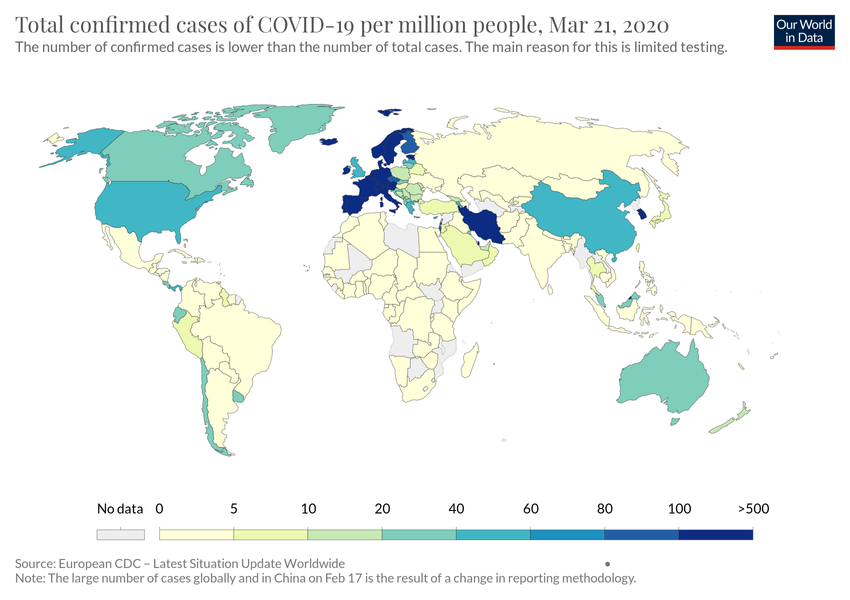 Total confirmed cases of COVID-19 per million people, Mar 21, 2020
The number of confirmed cases is lower than the number of total cases. The main reason for this is limited testing.
Our World
in Data
No data 0 5 10 20 40 60 80 100 >500
Source: European CDC – Latest Situation Update Worldwide
Note: The large number of cases globally and in China on Feb 17 is the result of a change in reporting methodology.